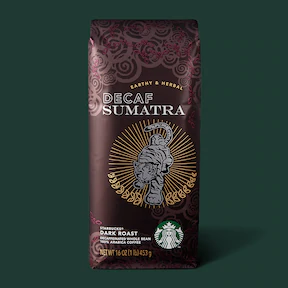 EARTHY & HERBAL
DECAF
SUMATRA
STARBUCKS®
DARK ROAST
DECAFFEINATED WHOLE BEAN
100% ARABICA COFFEE
NET WT 16 OZ (1 lb) 453 g